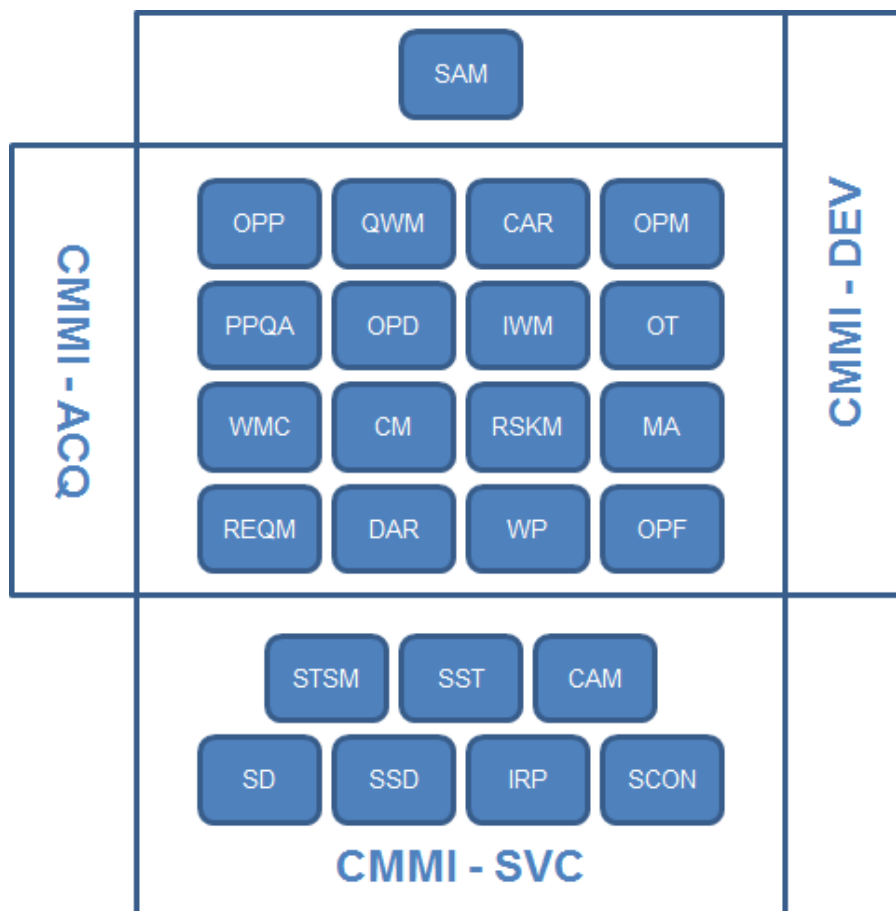 SAM
OPP QWM CAR OPM
PPQA OPD IWM OT
WMC CM RSKM MA
REQM DAR WP OPF
CMMI - ACQ
CMMI - DEV
STSM SST CAM
SD SSD IRP SCON
CMMI - SVC